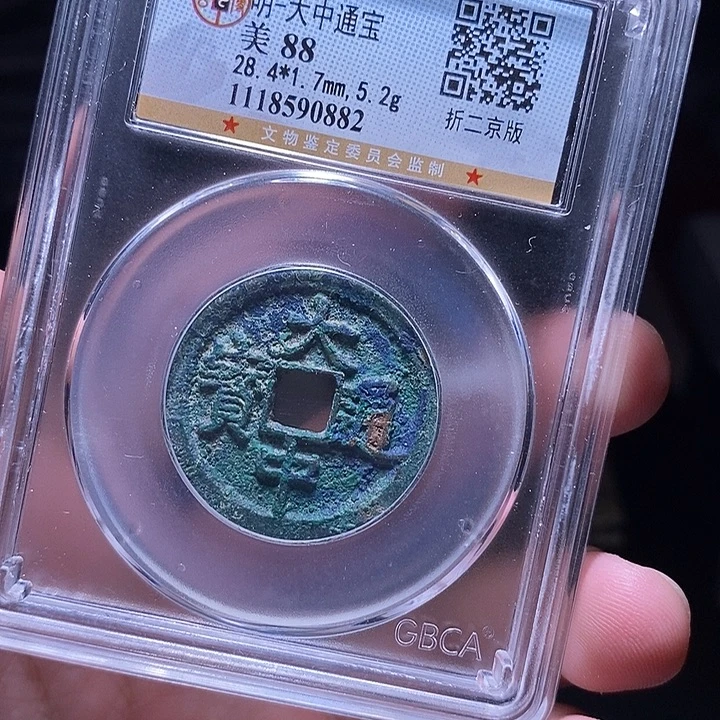 明-大中通宝
美 88
28.4*1.7mm, 5.2g
1118590882
折二京版
★ 文物鉴定委员会监制 ★
大中通寶
GBCA